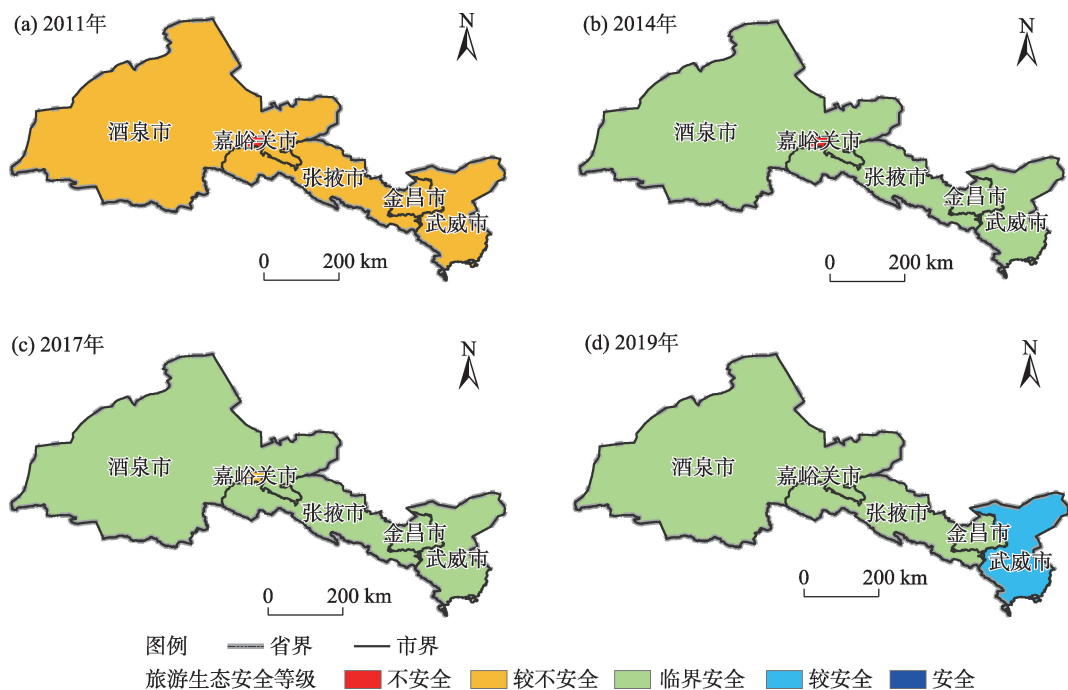 (a) 2011年
N
酒泉市
嘉峪关市
张掖市
金昌市
武威市
0 200 km
(b) 2014年
N
酒泉市
嘉峪关市
张掖市
金昌市
武威市
0 200 km
(c) 2017年
N
酒泉市
嘉峪关市
张掖市
金昌市
武威市
0 200 km
(d) 2019年
N
酒泉市
嘉峪关市
张掖市
金昌市
武威市
0 200 km
图例 省界 市界
旅游生态安全等级 不安全 较不安全 临界安全 较安全 安全